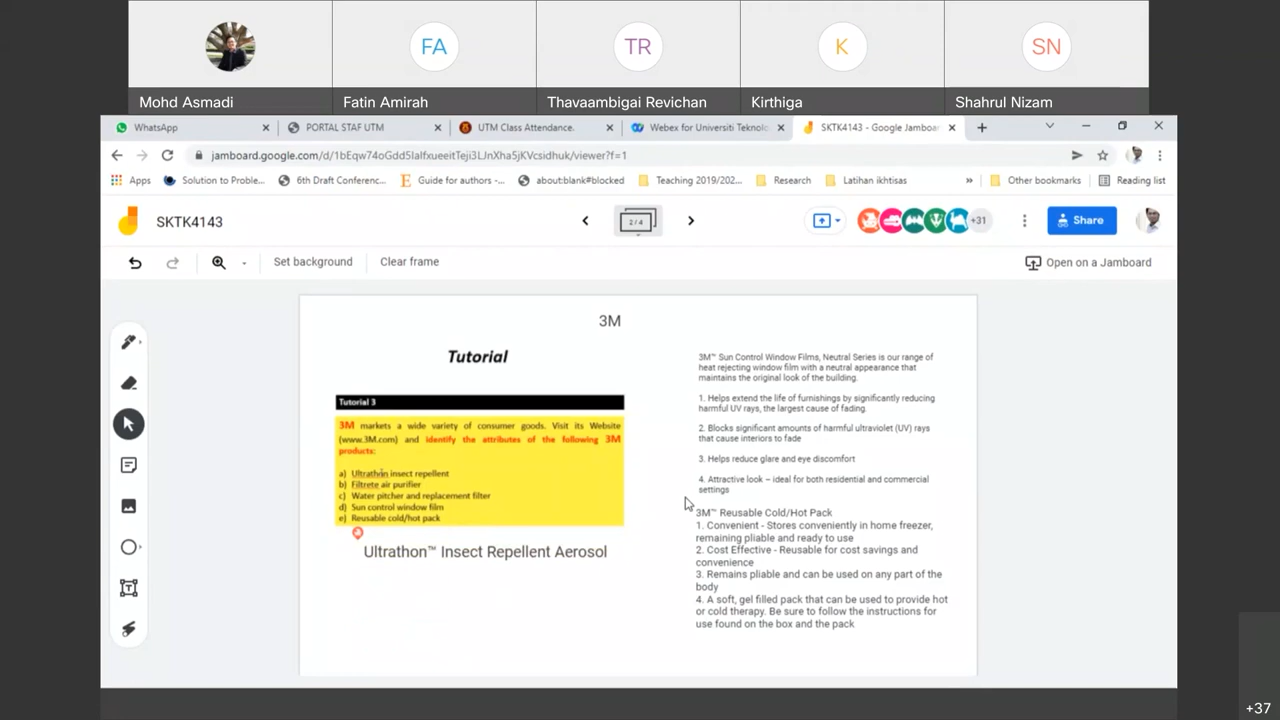 FA
TR
K
SN
Mohd Asmadi
Fatin Amirah
Thavaambigai Revichan
Kirthiga
Shahrul Nizam
WhatsApp
PORTAL STAF UTM
UTM Class Attendance.
Webex for Universiti Teknolo
SKTK4143 - Google Jamboar
jamboard.google.com/d/1bEqw74oGdd5IalfxueeitTeji3LJnXha5jKVcsidhuk/viewer?f=1
Apps
Solution to Proble...
6th Draft Conferenc...
Guide for authors -...
about:blank#blocked
Teaching 2019/202...
Research
Latihan ikhtisas
»
Other bookmarks
Reading list
SKTK4143
2 / 4
+31
Share
Set background
Clear frame
Open on a Jamboard
3M
Tutorial
Tutorial 3
3M markets a wide variety of consumer goods. Visit its Website
(www.3M.com) and identify the attributes of the following 3M
products:
a) Ultrathin insect repellent
b) Filtrete air purifier
c) Water pitcher and replacement filter
d) Sun control window film
e) Reusable cold/hot pack
Ultrathon™ Insect Repellent Aerosol
3M™ Sun Control Window Films, Neutral Series is our range of
heat rejecting window film with a neutral appearance that
maintains the original look of the building.
1. Helps extend the life of furnishings by significantly reducing
harmful UV rays, the largest cause of fading.
2. Blocks significant amounts of harmful ultraviolet (UV) rays
that cause interiors to fade
3. Helps reduce glare and eye discomfort
4. Attractive look – ideal for both residential and commercial
settings
3M™ Reusable Cold/Hot Pack
1. Convenient - Stores conveniently in home freezer,
remaining pliable and ready to use
2. Cost Effective - Reusable for cost savings and
convenience
3. Remains pliable and can be used on any part of the
body
4. A soft, gel filled pack that can be used to provide hot
or cold therapy. Be sure to follow the instructions for
use found on the box and the pack
+37